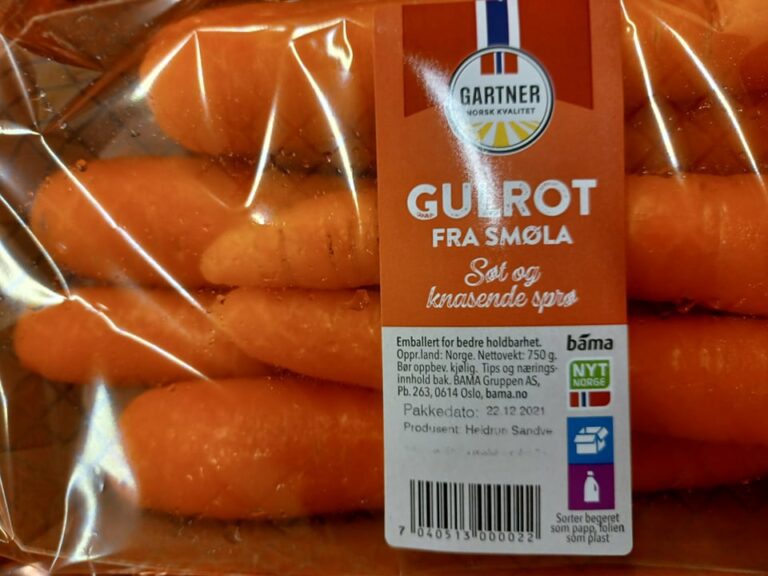 GARTNER
NORSK KVALITET
GULROT
FRA SMØLA
Søt og
knasende sprø
Emballert for bedre holdbarhet.
Oppr.land: Norge. Nettovekt: 750 g.
Bør oppbev. kjølig. Tips og nærings-
innhold bak. BAMA Gruppen AS,
Pb. 263, 0614 Oslo, bama.no
Pakkedato: 22.12.2021
Produsent: Heidrun Sandve
bama
NYT
NORGE
7 040513 000022
Sorter begeret
som papp, folien
som plast